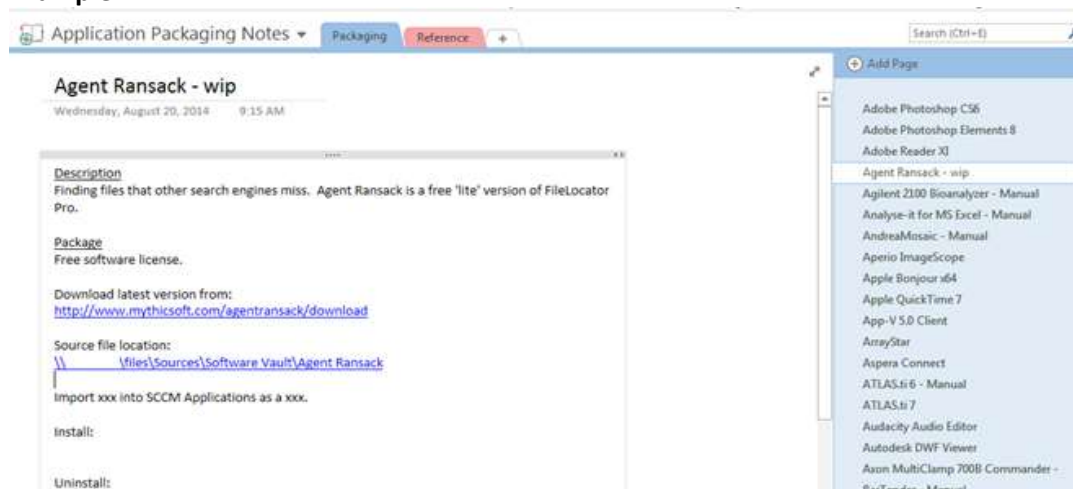 Application Packaging Notes
Packaging
Reference
+
Search (Ctrl+E)
Agent Ransack - wip
Wednesday, August 20, 2014 9:15 AM
Description
Finding files that other search engines miss. Agent Ransack is a free 'lite' version of FileLocator
Pro.
Package
Free software license.
Download latest version from:
http://www.mythicsoft.com/agentransack/download
Source file location:
\\ \files\Sources\Software Vault\Agent Ransack
Import xxx into SCCM Applications as a xxx.
Install:
Uninstall:
Add Page
Adobe Photoshop CS6
Adobe Photoshop Elements 8
Adobe Reader XI
Agent Ransack - wip
Agilent 2100 Bioanalyzer - Manual
Analyse-it for MS Excel - Manual
AndreaMosaic - Manual
Aperio ImageScope
Apple Bonjour x64
Apple QuickTime 7
App-V 5.0 Client
ArrayStar
Aspera Connect
ATLAS.ti 6 - Manual
ATLAS.ti 7
Audacity Audio Editor
Autodesk DWF Viewer
Axon MultiClamp 700B Commander -